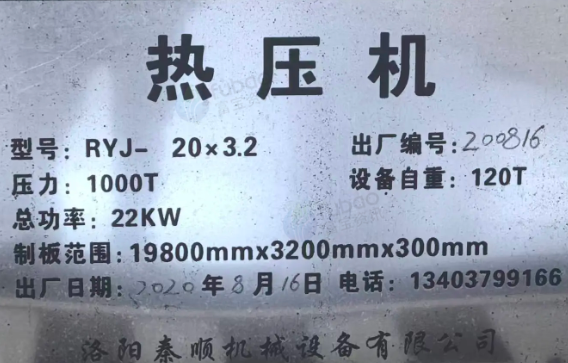 热压机
型号: RYJ- 20×3.2 出厂编号: 200816
压力: 1000T 设备自重: 120T
总功率: 22KW
制板范围: 19800mmx3200mmx300mm
出厂日期: 2020年8月16日 电话: 13403799166
洛阳秦顺机械设备有限公司